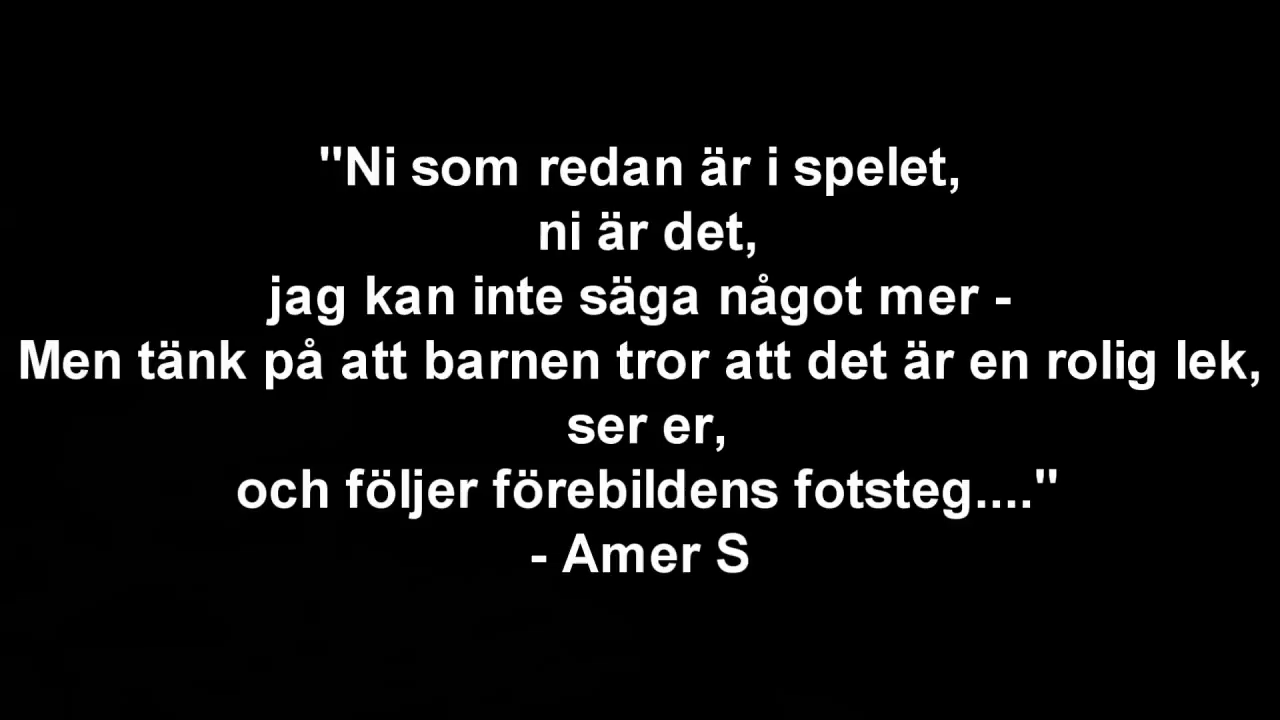 "Ni som redan är i spelet,
ni är det,
jag kan inte säga något mer -
Men tänk på att barnen tror att det är en rolig lek,
ser er,
och följer förebildens fotsteg...."
- Amer S